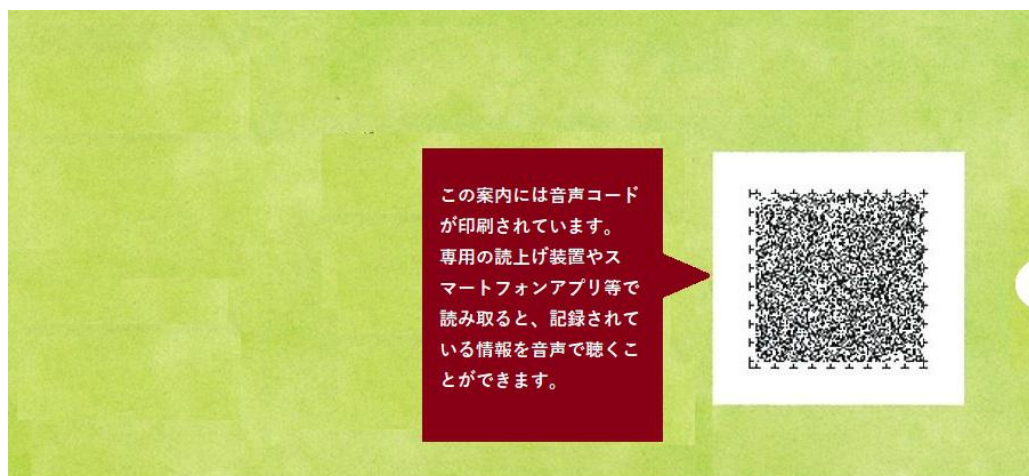 この案内には音声コード
が印刷されています。
専用の読上げ装置やス
マートフォンアプリ等で
読み取ると、記録されて
いる情報を音声で聴くこ
とができます。